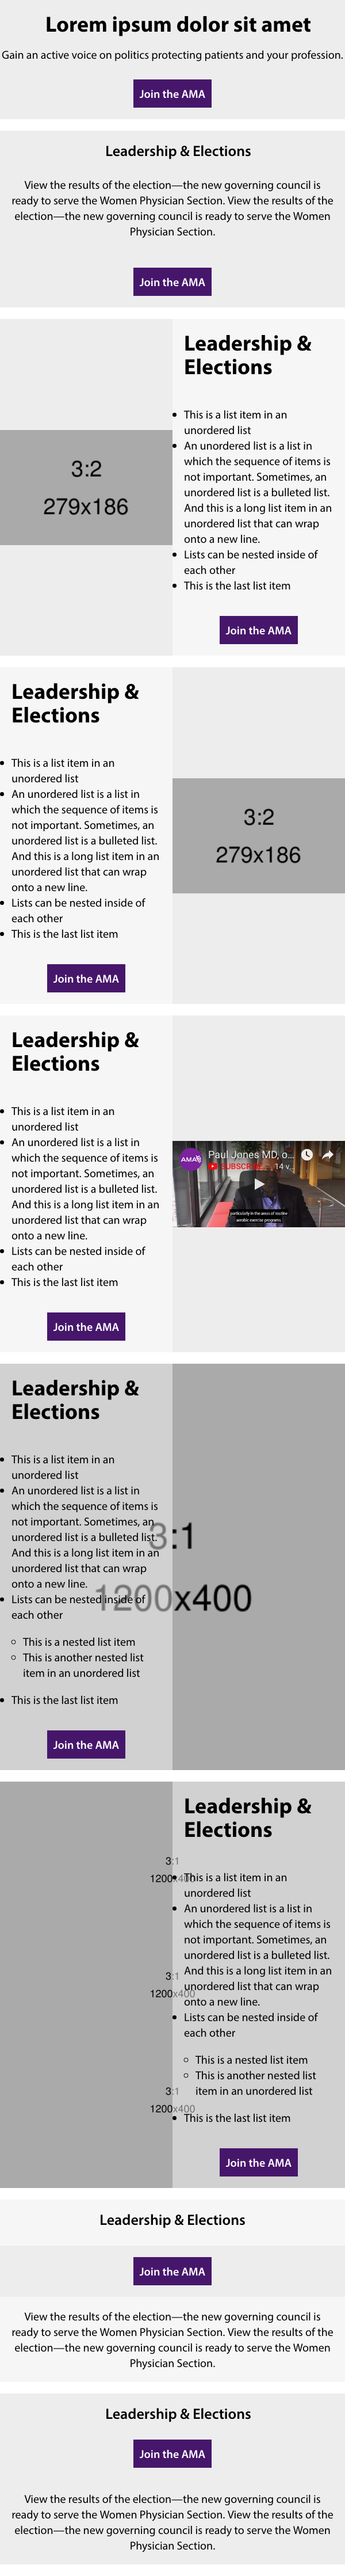 Lorem ipsum dolor sit amet
Gain an active voice on politics protecting patients and your profession.
Join the AMA
Leadership & Elections
View the results of the election—the new governing council is
ready to serve the Women Physician Section. View the results of the
election—the new governing council is ready to serve the Women
Physician Section.
Join the AMA
3:2
279x186
Leadership &
Elections
This is a list item in an
unordered list
An unordered list is a list in
which the sequence of items is
not important. Sometimes, an
unordered list is a bulleted list.
And this is a long list item in an
unordered list that can wrap
onto a new line.
Lists can be nested inside of
each other
This is the last list item
Join the AMA
Leadership &
Elections
This is a list item in an
unordered list
An unordered list is a list in
which the sequence of items is
not important. Sometimes, an
unordered list is a bulleted list.
And this is a long list item in an
unordered list that can wrap
onto a new line.
Lists can be nested inside of
each other
This is the last list item
Join the AMA
3:2
279x186
Leadership &
Elections
This is a list item in an
unordered list
An unordered list is a list in
which the sequence of items is
not important. Sometimes, an
unordered list is a bulleted list.
And this is a long list item in an
unordered list that can wrap
onto a new line.
Lists can be nested inside of
each other
This is the last list item
Join the AMA
AMA
Paul Jones MD, o...
14 v...
particularly in the areas of routine
aerobic exercise programs
Leadership &
Elections
This is a list item in an
unordered list
An unordered list is a list in
which the sequence of items is
not important. Sometimes, an
unordered list is a bulleted list.
And this is a long list item in an
unordered list that can wrap
onto a new line.
Lists can be nested inside of
each other
This is a nested list item
This is another nested list
item in an unordered list
This is the last list item
Join the AMA
3:1
1200x400
3:1
1200x400
3:1
1200x400
3:1
1200x400
Leadership &
Elections
This is a list item in an
unordered list
An unordered list is a list in
which the sequence of items is
not important. Sometimes, an
unordered list is a bulleted list.
And this is a long list item in an
unordered list that can wrap
onto a new line.
Lists can be nested inside of
each other
This is a nested list item
This is another nested list
item in an unordered list
This is the last list item
Join the AMA
Leadership & Elections
Join the AMA
View the results of the election—the new governing council is
ready to serve the Women Physician Section. View the results of the
election—the new governing council is ready to serve the Women
Physician Section.
Leadership & Elections
Join the AMA
View the results of the election—the new governing council is
ready to serve the Women Physician Section. View the results of the
election—the new governing council is ready to serve the Women
Physician Section.